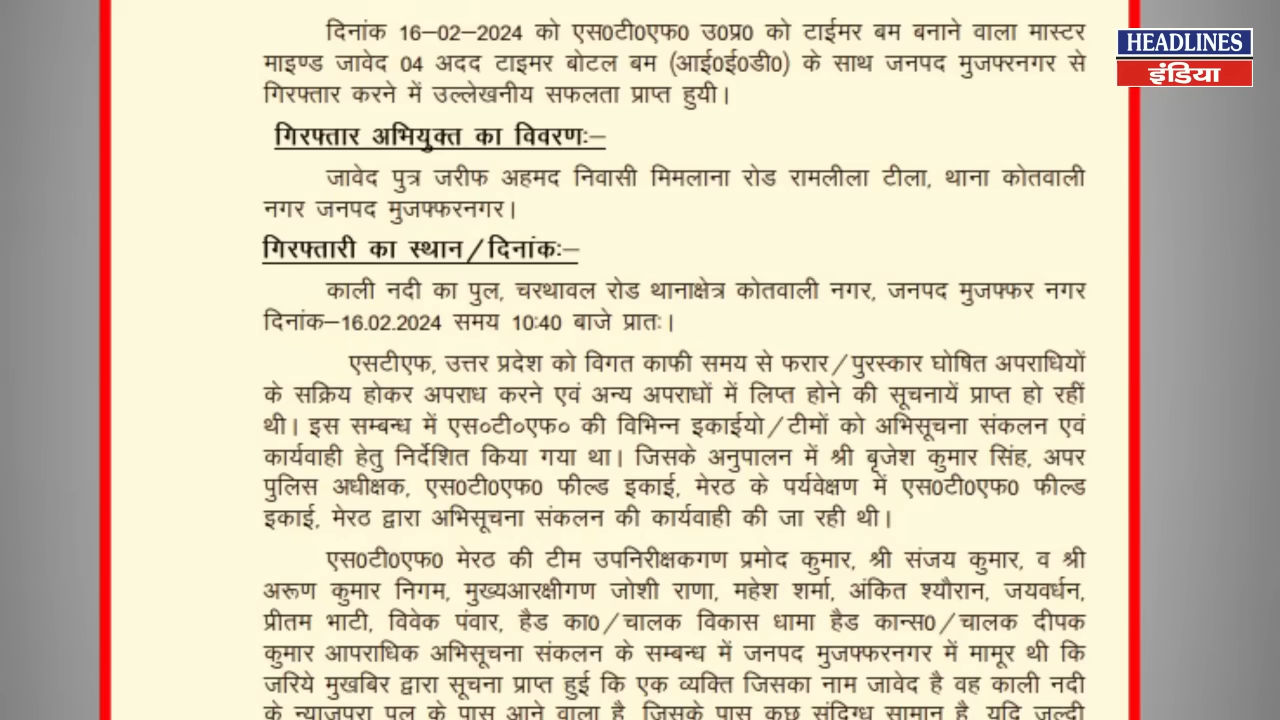 दिनांक 16–02–2024 को एस0टी0एफ0 उ0प्र0 को टाईमर बम बनाने वाला मास्टर
माइण्ड जावेद 04 अदद टाइमर बोटल बम (आई0ई0डी0) के साथ जनपद मुजफ्रनगर से
गिरफ्तार करने में उल्लेखनीय सफलता प्राप्त हुयी।
गिरफ्तार अभियुक्त का विवरणः–
जावेद पुत्र जरीफ अहमद निवासी मिमलाना रोड रामलीला टीला, थाना कोतवाली
नगर जनपद मुजफ्फरनगर।
गिरफ्तारी का स्थान/दिनांकः–
काली नदी का पुल, चरथावल रोड थानाक्षेत्र कोतवाली नगर, जनपद मुजफ्फर नगर
दिनांक–16.02.2024 समय 10:40 बाजे प्रातः।
एसटीएफ, उत्तर प्रदेश को विगत काफी समय से फरार/पुरस्कार घोषित अपराधियों
के सक्रिय होकर अपराध करने एवं अन्य अपराधों में लिप्त होने की सूचनायें प्राप्त हो रहीं
थी। इस सम्बन्ध में एस०टी०एफ० की विभिन्न इकाईयो/टीमों को अभिसूचना संकलन एवं
कार्यवाही हेतु निर्देशित किया गया था। जिसके अनुपालन में श्री बृजेश कुमार सिंह, अपर
पुलिस अधीक्षक, एस0टी0एफ0 फील्ड इकाई, मेरठ के पर्यवेक्षण में एस0टी0एफ0 फील्ड
इकाई, मेरठ द्वारा अभिसूचना संकलन की कार्यवाही की जा रही थी।
एस0टी0एफ0 मेरठ की टीम उपनिरीक्षकगण प्रमोद कुमार, श्री संजय कुमार, व श्री
अरूण कुमार निगम, मुख्यआरक्षीगण जोशी राणा, महेश शर्मा, अंकित श्यौरान, जयवर्धन,
प्रीतम भाटी, विवेक पंवार, हैड का0/चालक विकास धामा हैड कान्स0/चालक दीपक
कुमार आपराधिक अभिसूचना संकलन के सम्बन्ध में जनपद मुजफ्फरनगर में मामूर थी कि
जरिये मुखबिर द्वारा सूचना प्राप्त हुई कि एक व्यक्ति जिसका नाम जावेद है वह काली नदी
के न्याजपुरा पुल के पास आने वाला है, जिसके पास कुछ संदिग्ध सामान है, यदि जल्दी
HEADLINES
इंडिया